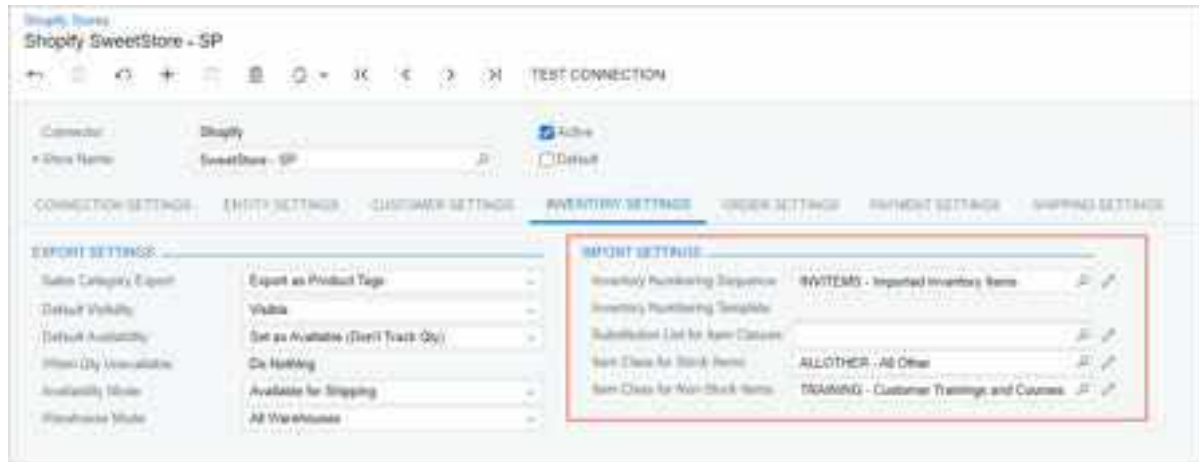 Shopify Stores
Shopify SweetStore - SP
TEST CONNECTION
Connector: Shopify
Active
* Store Name: SweetStore - SP
Default
CONNECTION SETTINGS ENTITY SETTINGS CUSTOMER SETTINGS INVENTORY SETTINGS ORDER SETTINGS PAYMENT SETTINGS SHIPPING SETTINGS
EXPORT SETTINGS
Sales Category Export: Export as Product Tags
Default Visibility: Visible
Default Availability: Set as Available (Don't Track Qty)
When Qty Unavailable: Do Nothing
Availability Mode: Available for Shipping
Warehouse Mode: All Warehouses
IMPORT SETTINGS
Inventory Numbering Sequence: INVITEMS - Imported Inventory Items
Inventory Numbering Template:
Substitution List for Item Classes:
Item Class for Stock Items: ALLOTHER - All Other
Item Class for Non-Stock Items: TRAINING - Customer Trainings and Courses